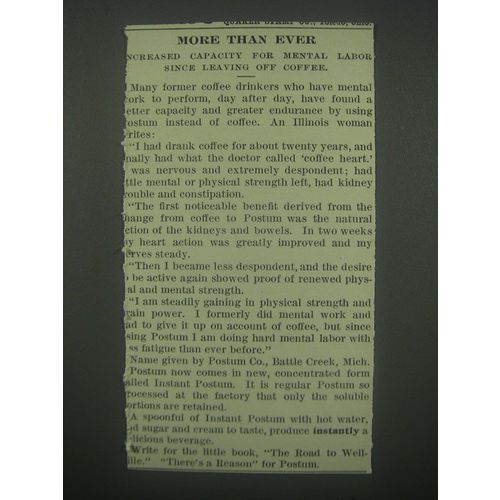 QUAKER STAMP CO., Toledo, Ohio.
MORE THAN EVER
NCREASED CAPACITY FOR MENTAL LABOR
SINCE LEAVING OFF COFFEE.
Many former coffee drinkers who have mental
ork to perform, day after day, have found a
etter capacity and greater endurance by using
ostum instead of coffee. An Illinois woman
rites:
"I had drank coffee for about twenty years, and
nally had what the doctor called 'coffee heart.'
was nervous and extremely despondent; had
ttle mental or physical strength left, had kidney
ouble and constipation.
"The first noticeable benefit derived from the
hange from coffee to Postum was the natural
ction of the kidneys and bowels. In two weeks
y heart action was greatly improved and my
erves steady.
"Then I became less despondent, and the desire
o be active again showed proof of renewed phys-
al and mental strength.
"I am steadily gaining in physical strength and
rain power. I formerly did mental work and
ad to give it up on account of coffee, but since
sing Postum I am doing hard mental labor with
ss fatigue than ever before."
Name given by Postum Co., Battle Creek, Mich.
Postum now comes in new, concentrated form
alled Instant Postum. It is regular Postum so
rocessed at the factory that only the soluble
ortions are retained.
A spoonful of Instant Postum with hot water,
nd sugar and cream to taste, produce instantly a
licious beverage.
Write for the little book, "The Road to Well-
ille." "There's a Reason" for Postum.